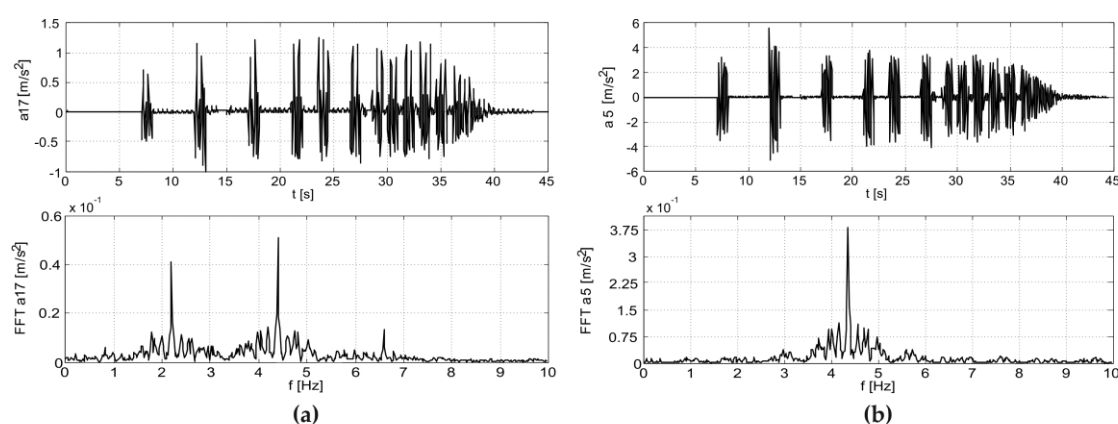 1.5
1
0.5
0
-0.5
-1
a17 [m/s²]
0 5 10 15 20 25 30 35 40 45
t [s]
x 10⁻¹
0.6
0.4
0.2
0
FFT a17 [m/s²]
0 1 2 3 4 5 6 7 8 9 10
f [Hz]
(a)
6
4
2
0
-2
-4
-6
a 5 [m/s²]
0 5 10 15 20 25 30 35 40 45
t [s]
x 10⁻¹
3.75
3
2.25
1.5
0.75
0
FFT a 5 [m/s²]
0 1 2 3 4 5 6 7 8 9 10
f [Hz]
(b)